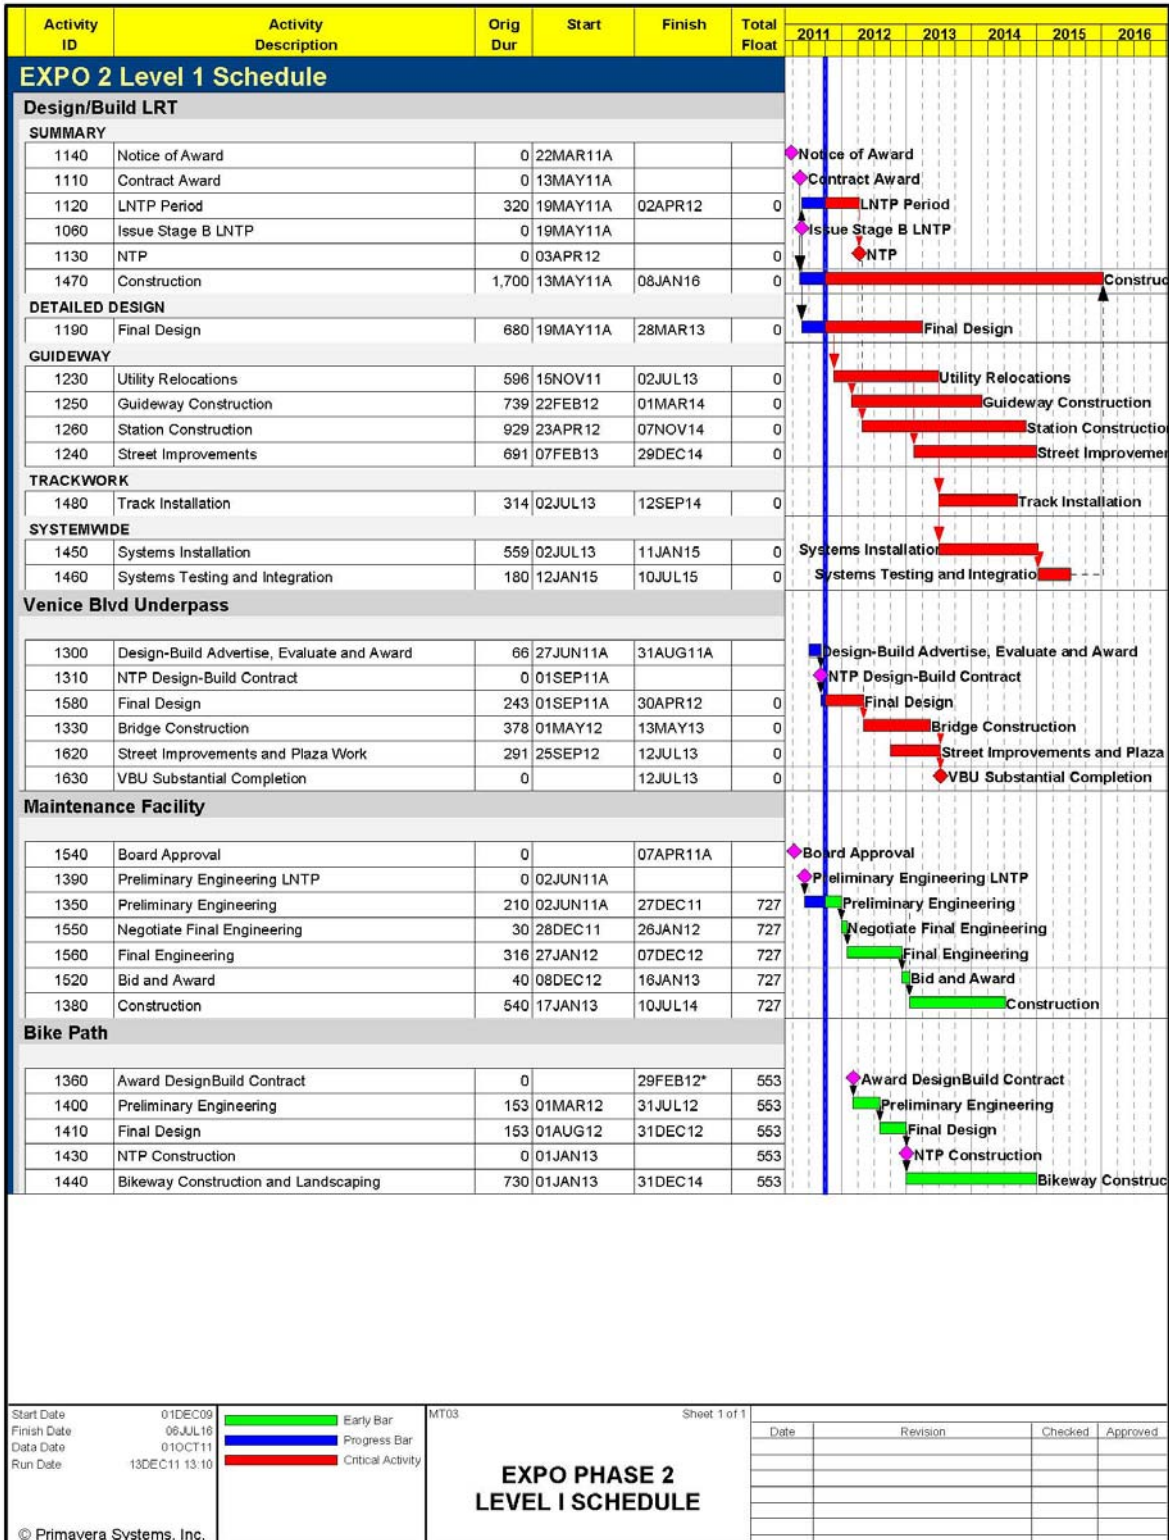 Activity ID Activity Description Orig Dur Start Finish Total Float 2011 2012 2013 2014 2015 2016
EXPO 2 Level 1 Schedule
Design/Build LRT
SUMMARY
1140 Notice of Award 0 22MAR11A Notice of Award
1110 Contract Award 0 13MAY11A Contract Award
1120 LNTP Period 320 19MAY11A 02APR12 0 LNTP Period
1060 Issue Stage B LNTP 0 19MAY11A Issue Stage B LNTP
1130 NTP 0 03APR12 0 NTP
1470 Construction 1,700 13MAY11A 08JAN16 0 Construc
DETAILED DESIGN
1190 Final Design 680 19MAY11A 28MAR13 0 Final Design
GUIDEWAY
1230 Utility Relocations 596 15NOV11 02JUL13 0 Utility Relocations
1250 Guideway Construction 739 22FEB12 01MAR14 0 Guideway Construction
1260 Station Construction 929 23APR12 07NOV14 0 Station Construction
1240 Street Improvements 691 07FEB13 29DEC14 0 Street Improvemen
TRACKWORK
1480 Track Installation 314 02JUL13 12SEP14 0 Track Installation
SYSTEMWIDE
1450 Systems Installation 559 02JUL13 11JAN15 0 Systems Installation
1460 Systems Testing and Integration 180 12JAN15 10JUL15 0 Systems Testing and Integratio
Venice Blvd Underpass
1300 Design-Build Advertise, Evaluate and Award 66 27JUN11A 31AUG11A Design-Build Advertise, Evaluate and Award
1310 NTP Design-Build Contract 0 01SEP11A NTP Design-Build Contract
1580 Final Design 243 01SEP11A 30APR12 0 Final Design
1330 Bridge Construction 378 01MAY12 13MAY13 0 Bridge Construction
1620 Street Improvements and Plaza Work 291 25SEP12 12JUL13 0 Street Improvements and Plaza
1630 VBU Substantial Completion 0 12JUL13 0 VBU Substantial Completion
Maintenance Facility
1540 Board Approval 0 07APR11A Board Approval
1390 Preliminary Engineering LNTP 0 02JUN11A Preliminary Engineering LNTP
1350 Preliminary Engineering 210 02JUN11A 27DEC11 727 Preliminary Engineering
1550 Negotiate Final Engineering 30 28DEC11 26JAN12 727 Negotiate Final Engineering
1560 Final Engineering 316 27JAN12 07DEC12 727 Final Engineering
1520 Bid and Award 40 08DEC12 16JAN13 727 Bid and Award
1380 Construction 540 17JAN13 10JUL14 727 Construction
Bike Path
1360 Award DesignBuild Contract 0 29FEB12* 553 Award DesignBuild Contract
1400 Preliminary Engineering 153 01MAR12 31JUL12 553 Preliminary Engineering
1410 Final Design 153 01AUG12 31DEC12 553 Final Design
1430 NTP Construction 0 01JAN13 553 NTP Construction
1440 Bikeway Construction and Landscaping 730 01JAN13 31DEC14 553 Bikeway Construc
Start Date 01DEC09
Finish Date 06JUL16
Data Date 01OCT11
Run Date 13DEC11 13:10
© Primavera Systems, Inc.
Early Bar
Progress Bar
Critical Activity
MT03 Sheet 1 of 1
EXPO PHASE 2
LEVEL I SCHEDULE
Date Revision Checked Approved